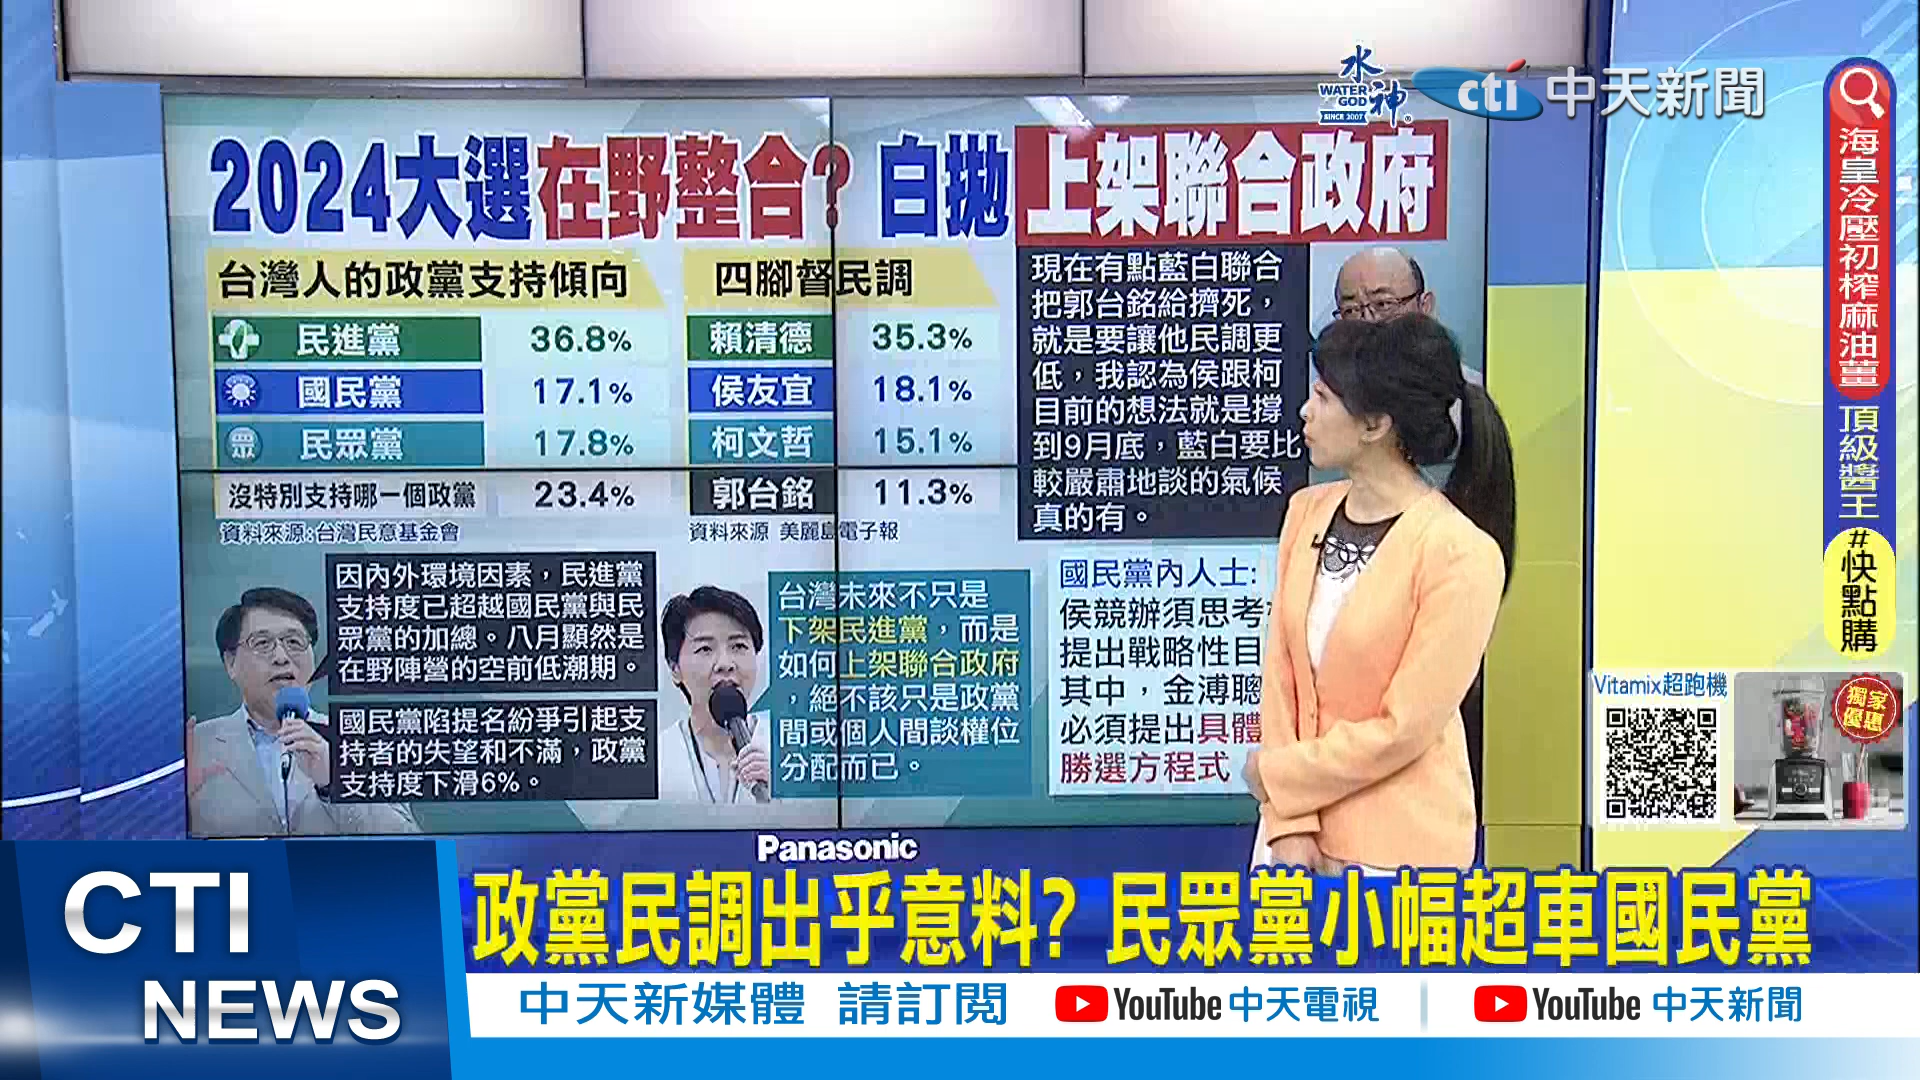 水神
WATER GOD
SINCE 2007
cti 中天新聞
2024大選在野整合? 白拋 上架聯合政府
台灣人的政黨支持傾向
民進黨 36.8%
國民黨 17.1%
眾 民眾黨 17.8%
沒特別支持哪一個政黨 23.4%
資料來源:台灣民意基金會
四腳督民調
賴清德 35.3%
侯友宜 18.1%
柯文哲 15.1%
郭台銘 11.3%
資料來源 美麗島電子報
現在有點藍白聯合
把郭台銘給擠死，
就是要讓他民調更
低，我認為侯跟柯
目前的想法就是撐
到9月底，藍白要比
較嚴肅地談的氣候
真的有。
因內外環境因素，民進黨
支持度已超越國民黨與民
眾黨的加總。八月顯然是
在野陣營的空前低潮期。
國民黨陷提名紛爭引起支
持者的失望和不滿，政黨
支持度下滑6%。
台灣未來不只是
下架民進黨，而是
如何上架聯合政府
，絕不該只是政黨
間或個人間談權位
分配而已。
國民黨內人士:
侯競辦須思考
提出戰略性目
其中，金溥聰
必須提出具體
勝選方程式
Panasonic
海皇冷壓初榨麻油薑
頂級醬王
#快點購
Vitamix超跑機
獨家優惠
CTI
NEWS
政黨民調出乎意料? 民眾黨小幅超車國民黨
中天新媒體 請訂閱 YouTube 中天電視 YouTube 中天新聞